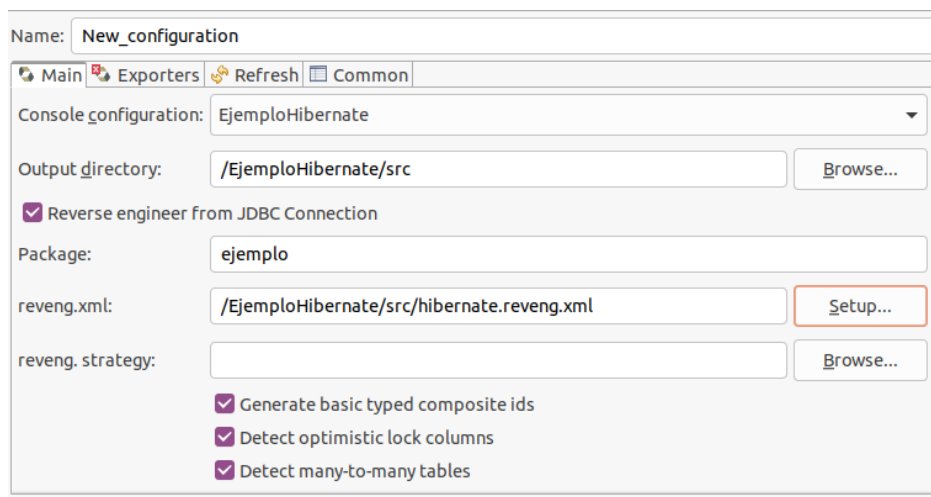 Name: New_configuration
Main Exporters Refresh Common
Console configuration: EjemploHibernate
Output directory: /EjemploHibernate/src Browse...
Reverse engineer from JDBC Connection
Package: ejemplo
reveng.xml: /EjemploHibernate/src/hibernate.reveng.xml Setup...
reveng. strategy: Browse...
Generate basic typed composite ids
Detect optimistic lock columns
Detect many-to-many tables